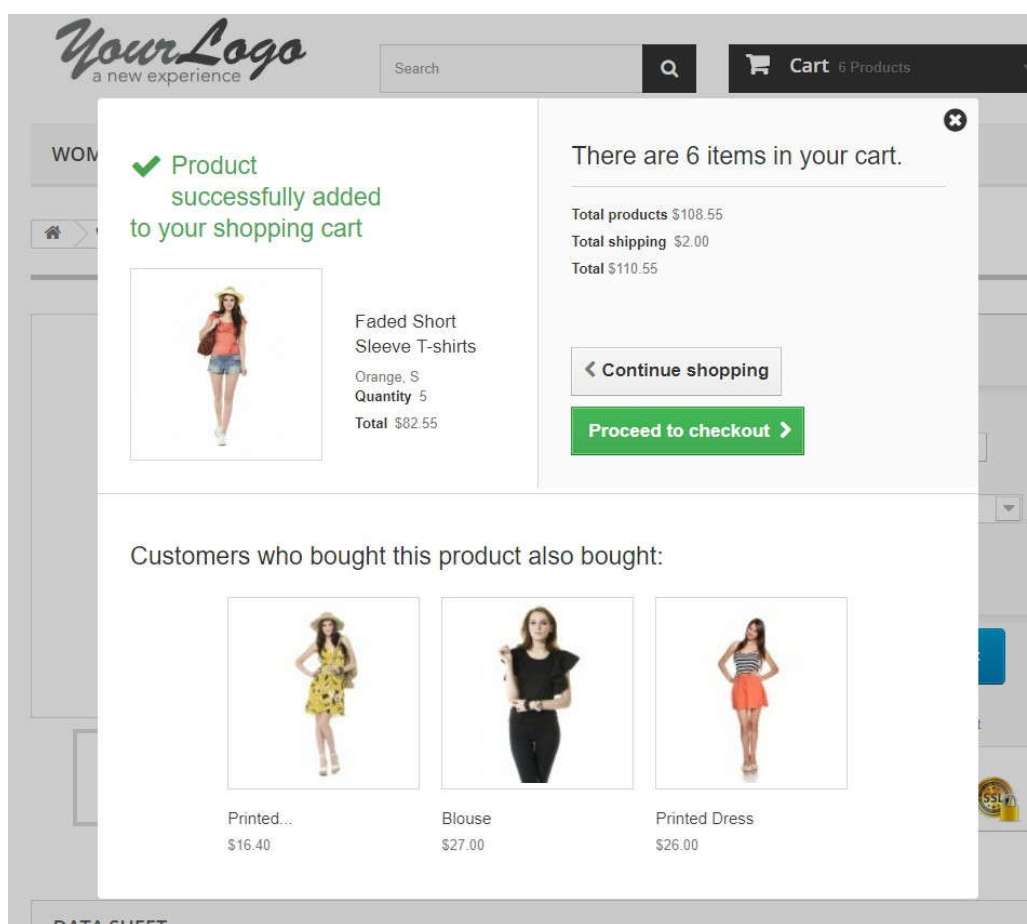 YourLogo
a new experience
Search
Cart 6 Products
WOM
Product
successfully added
to your shopping cart
Faded Short
Sleeve T-shirts
Orange, S
Quantity 5
Total $82.55
There are 6 items in your cart.
Total products $108.55
Total shipping $2.00
Total $110.55
Continue shopping
Proceed to checkout
Customers who bought this product also bought:
Printed...
$16.40
Blouse
$27.00
Printed Dress
$26.00
SSL
DATA SHEET